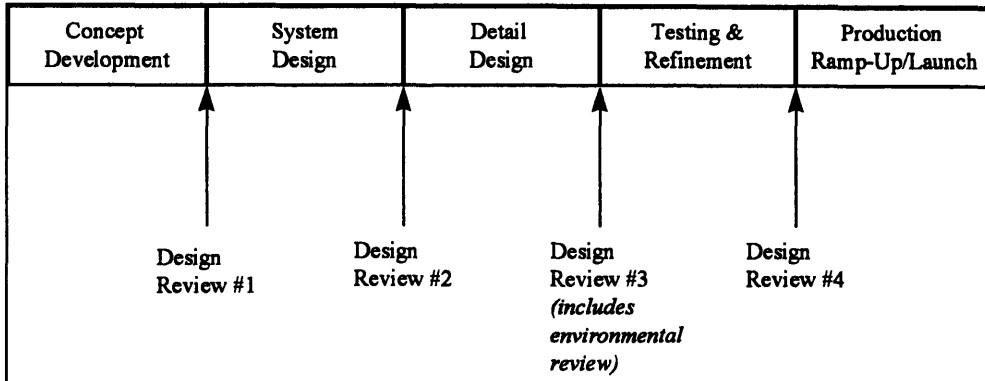 Concept
Development
System
Design
Detail
Design
Testing &
Refinement
Production
Ramp-Up/Launch
Design
Review #1
Design
Review #2
Design
Review #3
(includes
environmental
review)
Design
Review #4